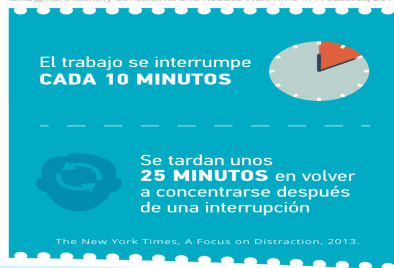 El trabajo se interrumpe
CADA 10 MINUTOS
Se tardan unos
25 MINUTOS en volver
a concentrarse después
de una interrupción
The New York Times, A Focus on Distraction, 2013.